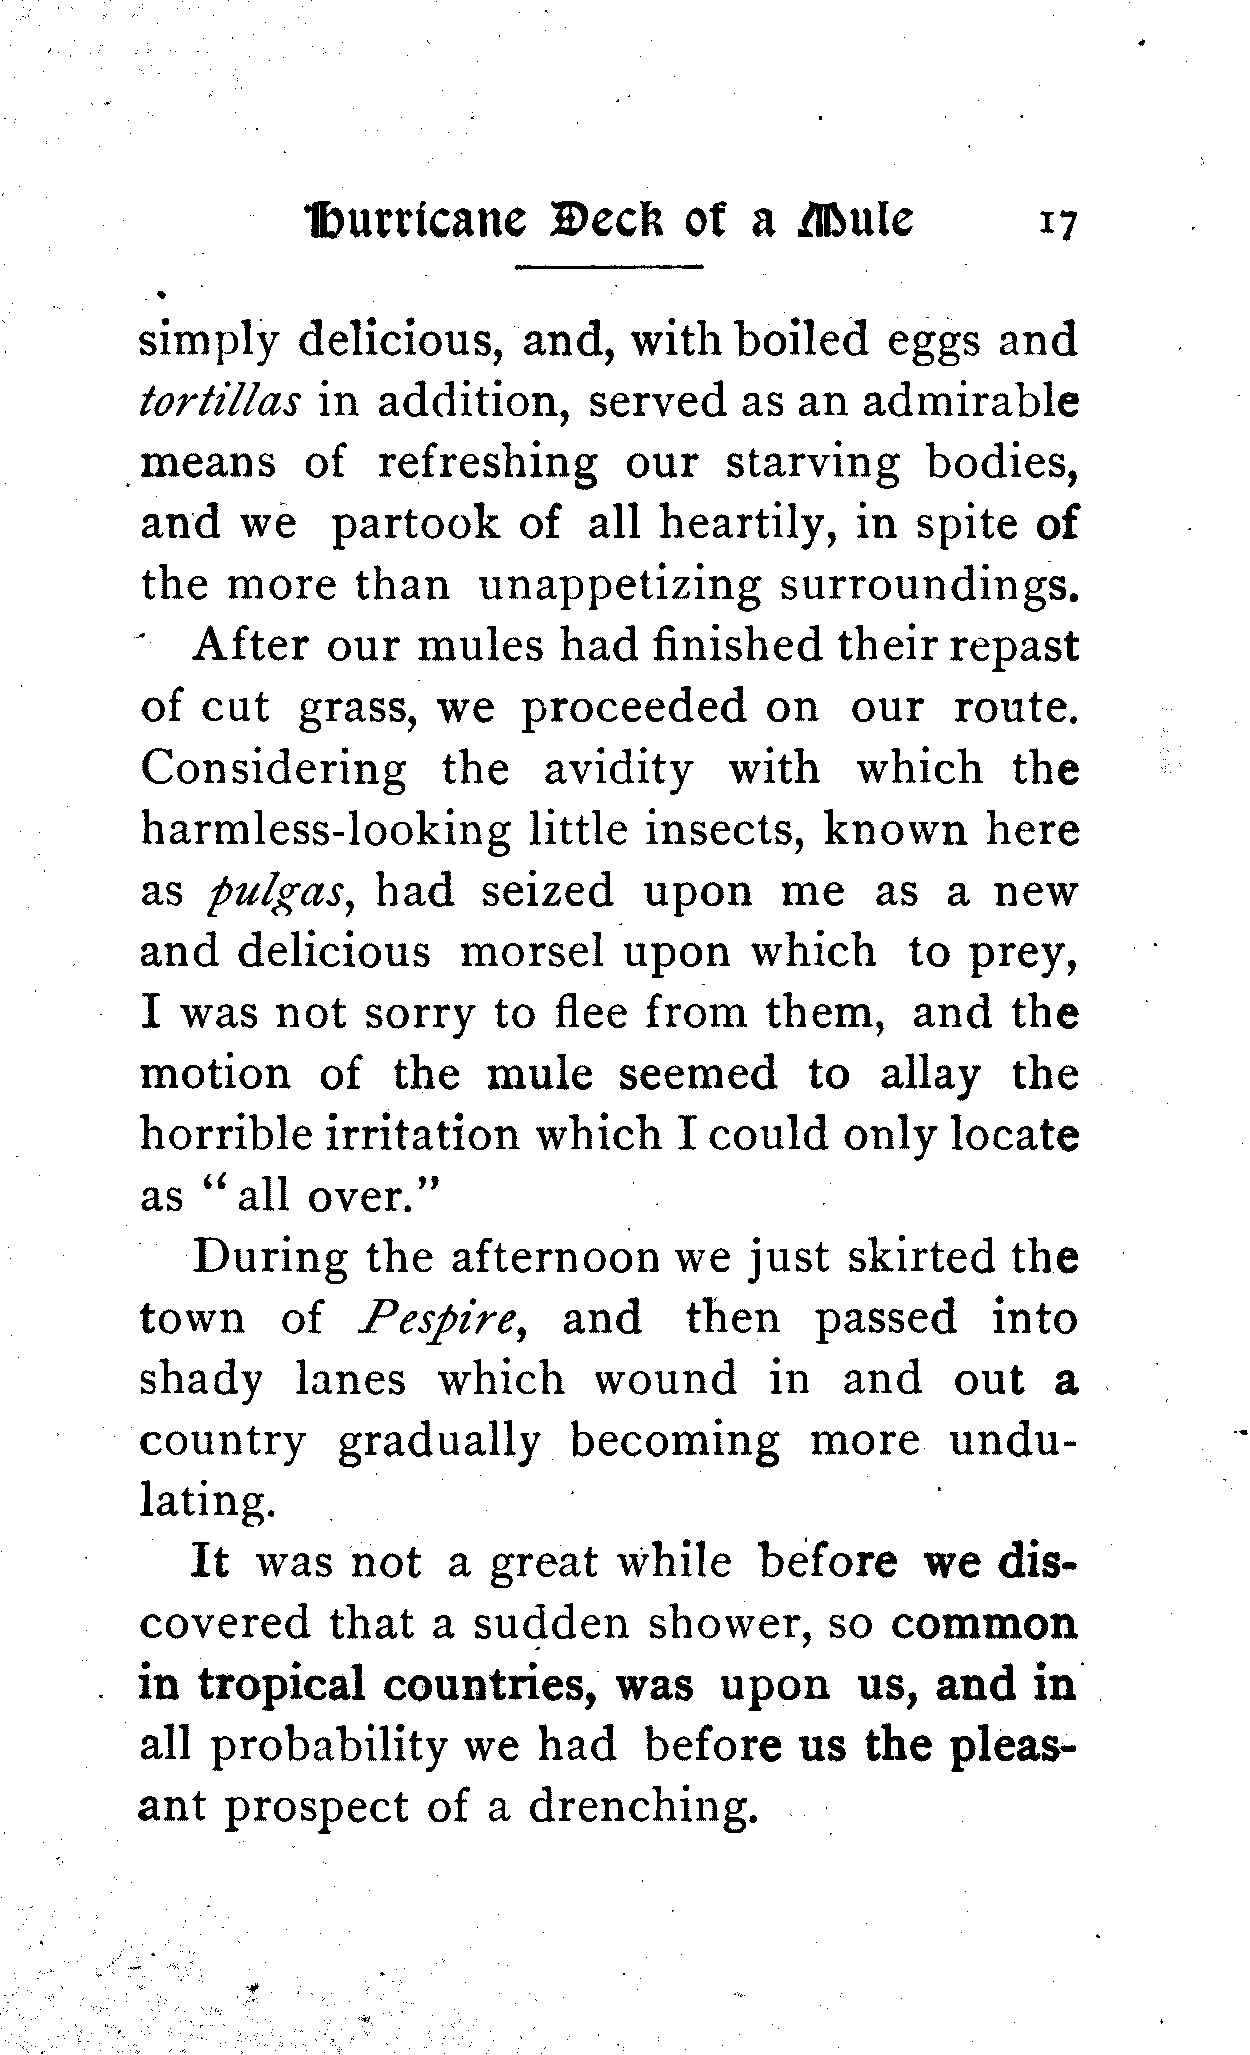 Hurricane Deck of a Mule 17
simply delicious, and, with boiled eggs and
tortillas in addition, served as an admirable
means of refreshing our starving bodies,
and we partook of all heartily, in spite of
the more than unappetizing surroundings.
After our mules had finished their repast
of cut grass, we proceeded on our route.
Considering the avidity with which the
harmless-looking little insects, known here
as pulgas, had seized upon me as a new
and delicious morsel upon which to prey,
I was not sorry to flee from them, and the
motion of the mule seemed to allay the
horrible irritation which I could only locate
as “all over.”
During the afternoon we just skirted the
town of Pespire, and then passed into
shady lanes which wound in and out a
country gradually becoming more undu-
lating.
It was not a great while before we dis-
covered that a sudden shower, so common
in tropical countries, was upon us, and in
all probability we had before us the pleas-
ant prospect of a drenching.